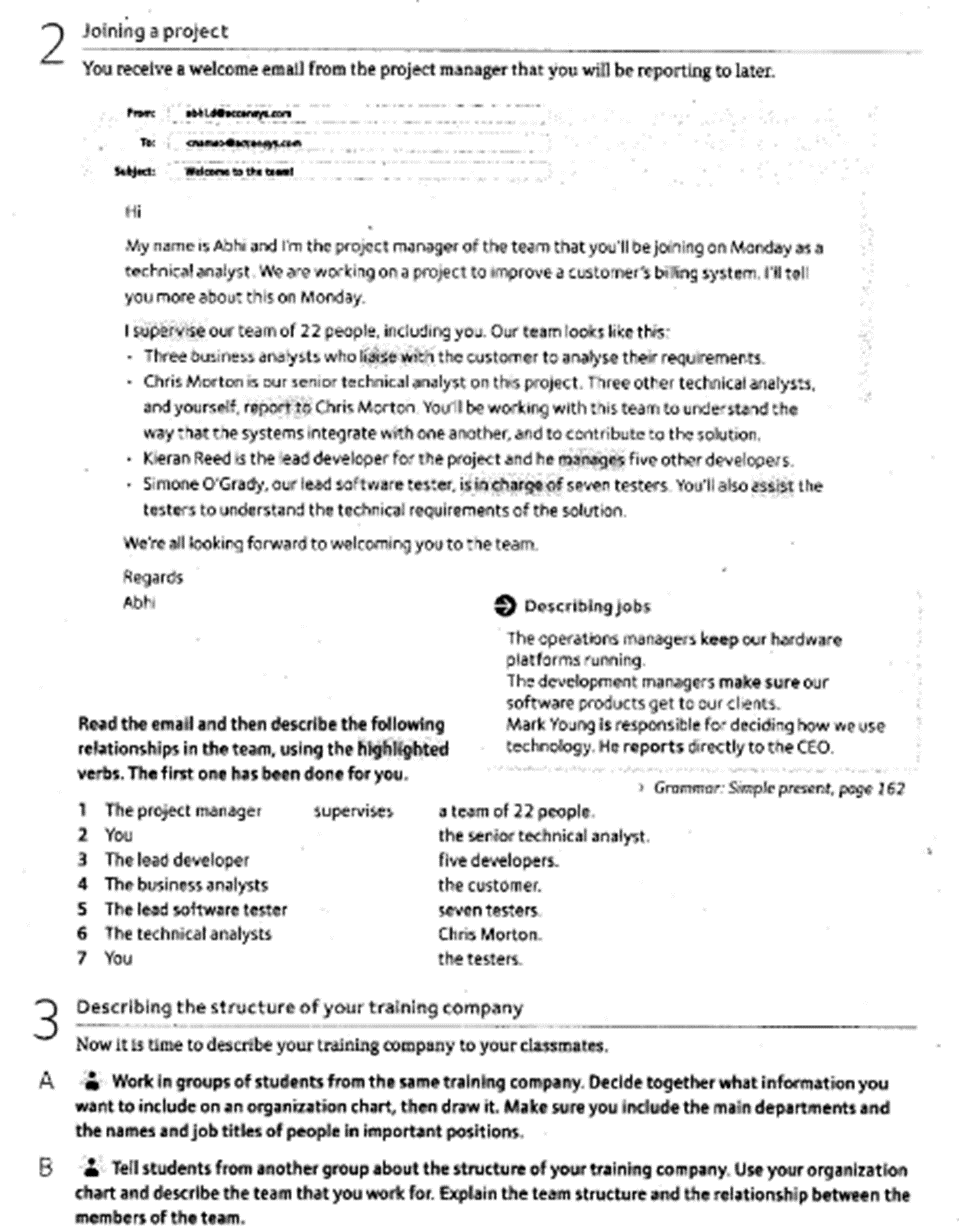 2 Joining a project
You receive a welcome email from the project manager that you will be reporting to later.
From:
To:
Subject: Welcome to the team!
Hi
My name is Abhi and I'm the project manager of the team that you'll be joining on Monday as a
technical analyst. We are working on a project to improve a customer's billing system. I'll tell
you more about this on Monday.
I supervise our team of 22 people, including you. Our team looks like this:
- Three business analysts who liaise with the customer to analyse their requirements.
- Chris Morton is our senior technical analyst on this project. Three other technical analysts,
and yourself, report to Chris Morton. You'll be working with this team to understand the
way that the systems integrate with one another, and to contribute to the solution.
- Kieran Reed is the lead developer for the project and he manages five other developers.
- Simone O'Grady, our lead software tester, is in charge of seven testers. You'll also assist the
testers to understand the technical requirements of the solution.
We're all looking forward to welcoming you to the team.
Regards
Abhi
Describing jobs
The operations managers keep our hardware
platforms running.
The development managers make sure our
software products get to our clients.
Mark Young is responsible for deciding how we use
technology. He reports directly to the CEO.
› Grammar: Simple present, page 162
Read the email and then describe the following
relationships in the team, using the highlighted
verbs. The first one has been done for you.
1 The project manager supervises a team of 22 people.
2 You the senior technical analyst.
3 The lead developer five developers.
4 The business analysts the customer.
5 The lead software tester seven testers.
6 The technical analysts Chris Morton.
7 You the testers.
3 Describing the structure of your training company
Now it is time to describe your training company to your classmates.
A Work in groups of students from the same training company. Decide together what information you
want to include on an organization chart, then draw it. Make sure you include the main departments and
the names and job titles of people in important positions.
B Tell students from another group about the structure of your training company. Use your organization
chart and describe the team that you work for. Explain the team structure and the relationship between the
members of the team.